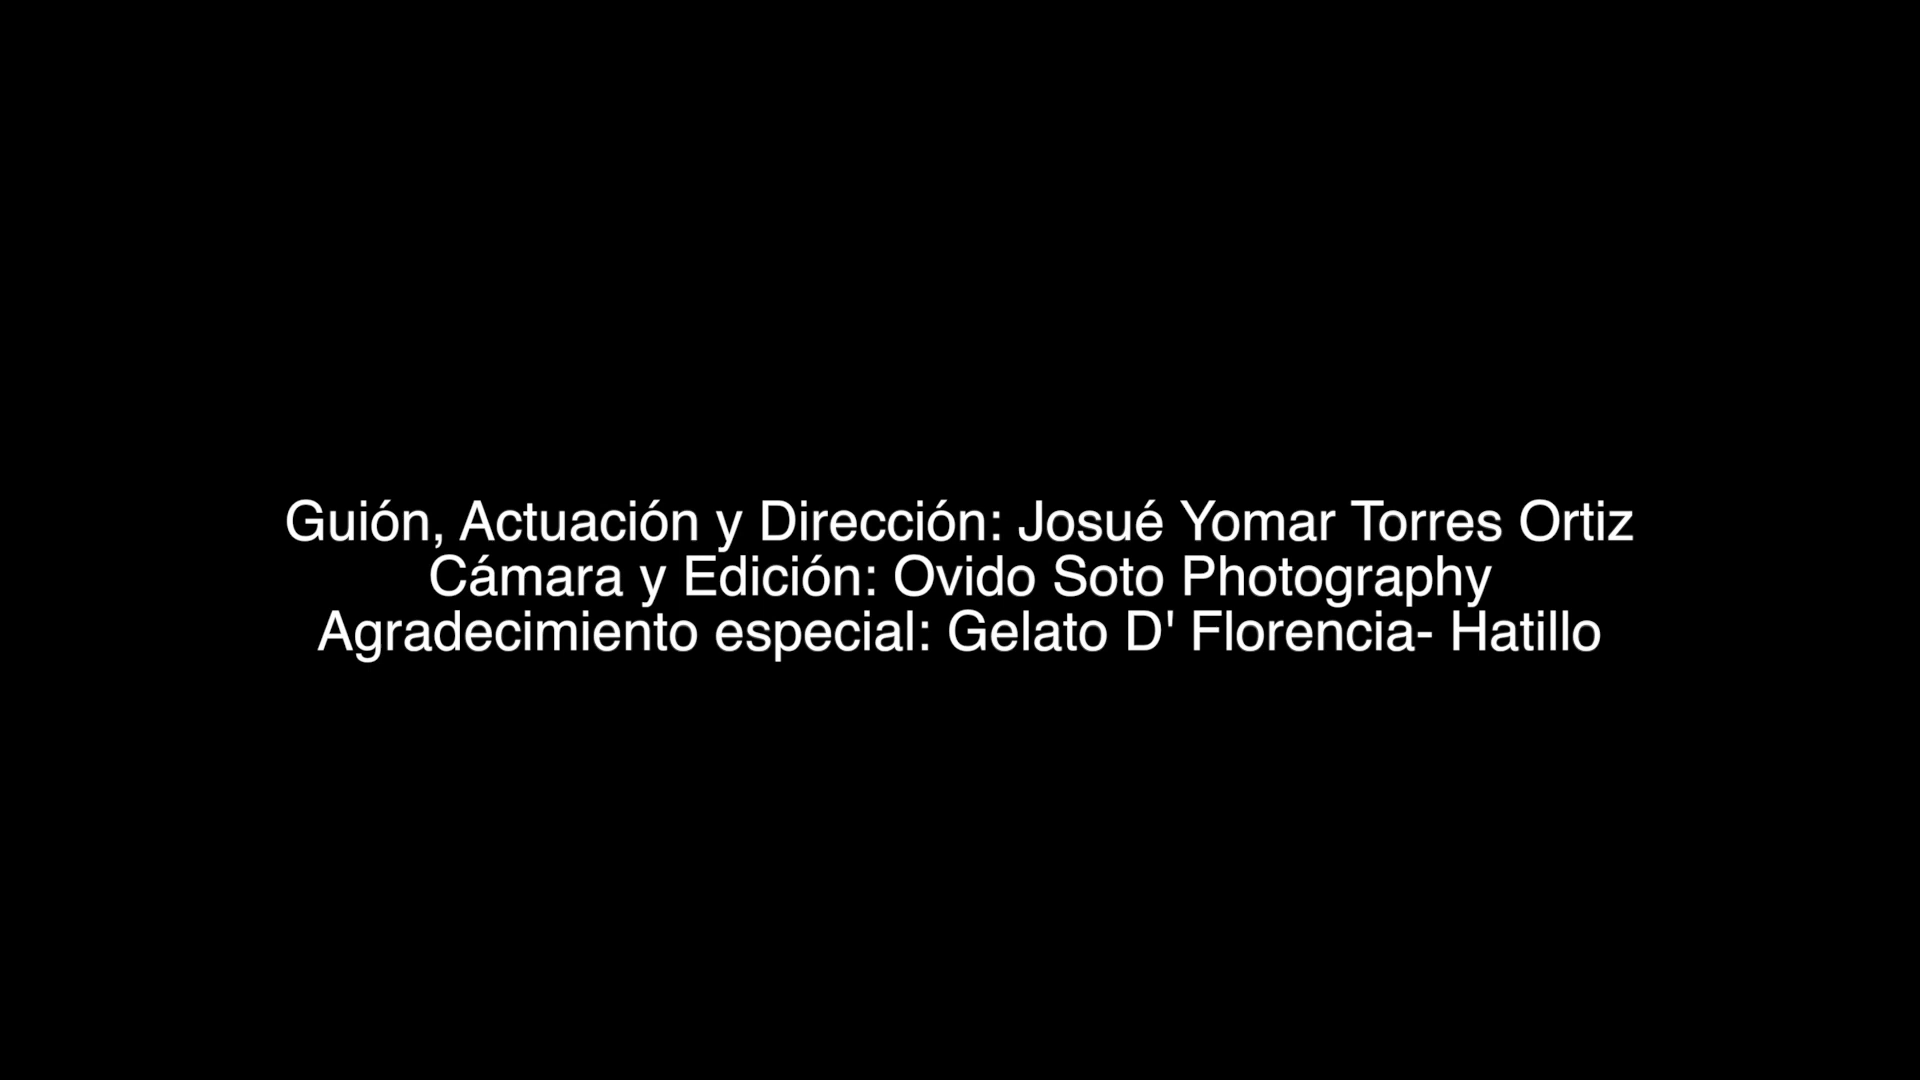 Guión, Actuación y Dirección: Josué Yomar Torres Ortiz
Cámara y Edición: Ovido Soto Photography
Agradecimiento especial: Gelato D' Florencia- Hatillo